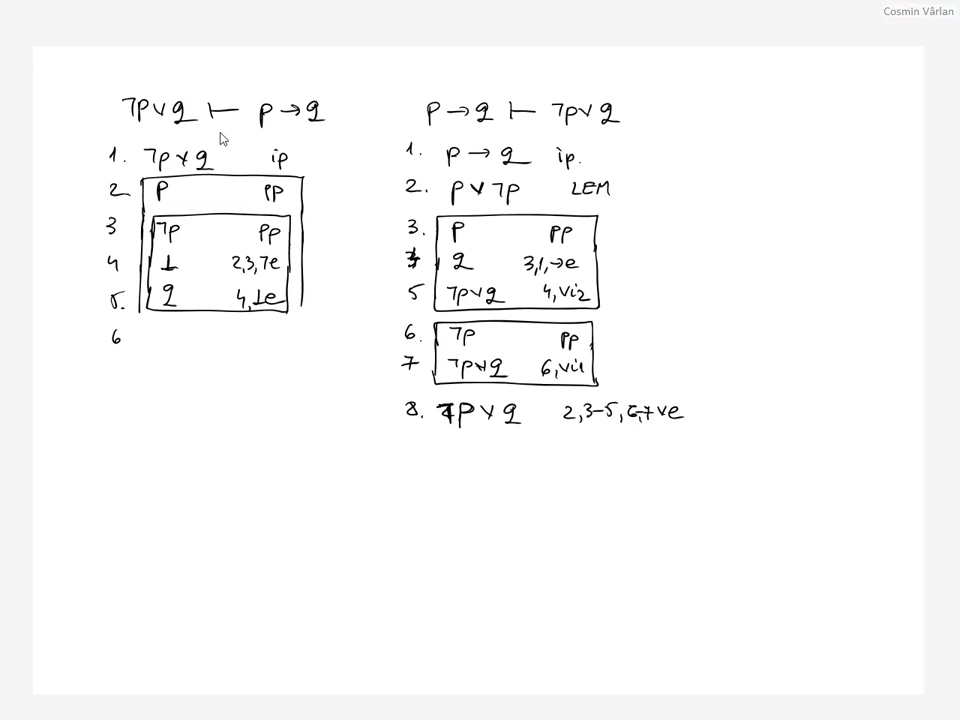 Cosmin Vârlan
¬p∨q ⊢ p→q
1. ¬p∨q ip
2 p pp
3 ¬p pp
4 ⊥ 2,3,¬e
5. q 4,⊥e
6
p→q ⊢ ¬p∨q
1. p→q ip.
2. p∨¬p LEM
3. p pp
4 q 3,1,→e
5 ¬p∨q 4,∨i2
6. ¬p pp
7 ¬p∨q 6,∨i1
8. ¬p∨q 2,3-5,6,7 ∨e